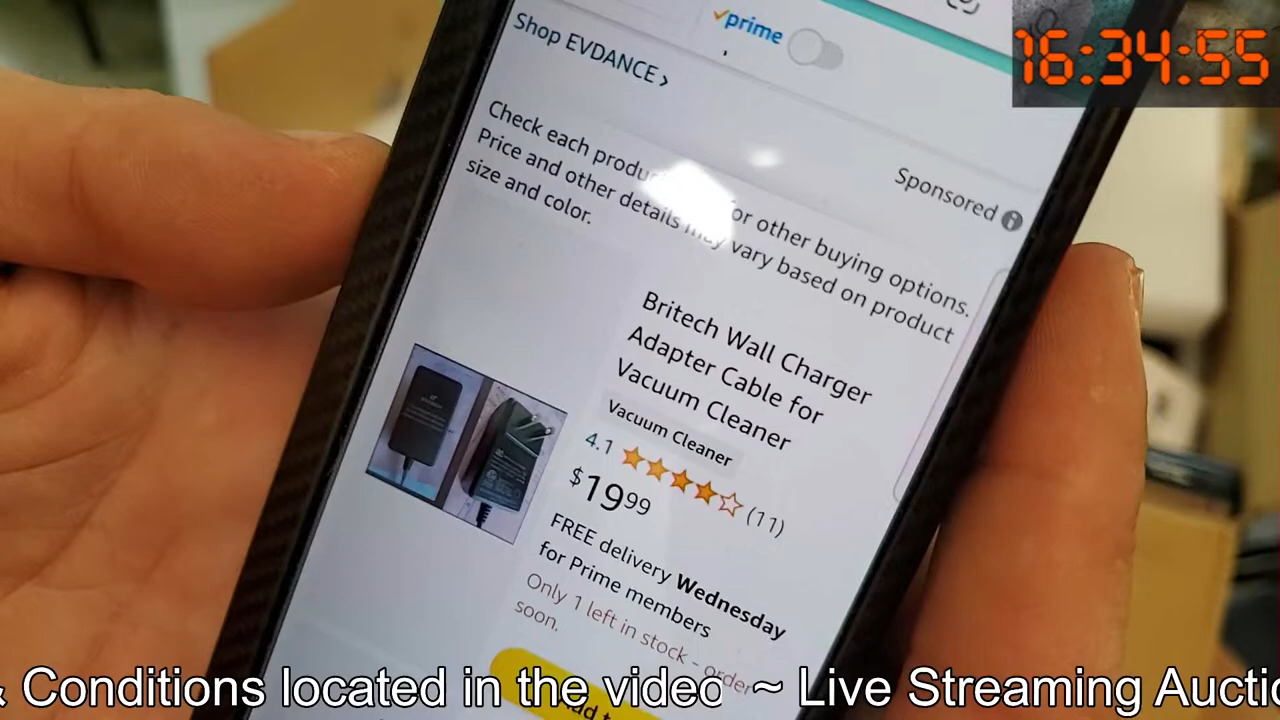 16:34:55
prime
Shop EVDANCE ›
Sponsored
Check each produ or other buying options.
Price and other details may vary based on product
size and color.
Britech Wall Charger
Adapter Cable for
Vacuum Cleaner
Vacuum Cleaner
4.1 (11)
$19.99
FREE delivery Wednesday
for Prime members
Only 1 left in stock - order
soon.
& Conditions located in the video ~ Live Streaming Auctio